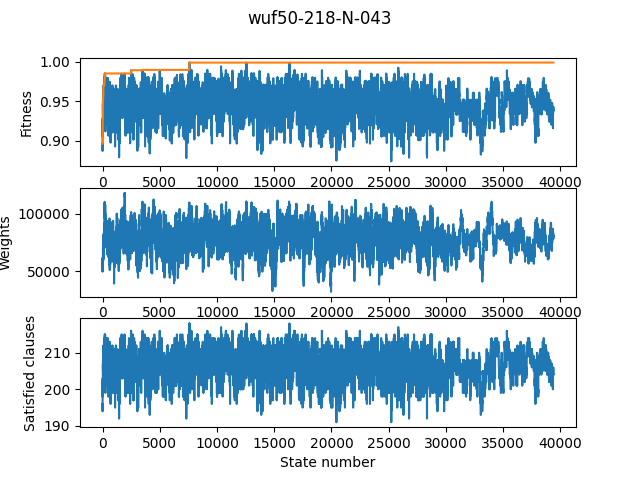 wuf50-218-N-043
1.00
0.95
0.90
Fitness
0 5000 10000 15000 20000 25000 30000 35000 40000
100000
50000
Weights
0 5000 10000 15000 20000 25000 30000 35000 40000
210
200
190
Satisfied clauses
0 5000 10000 15000 20000 25000 30000 35000 40000
State number